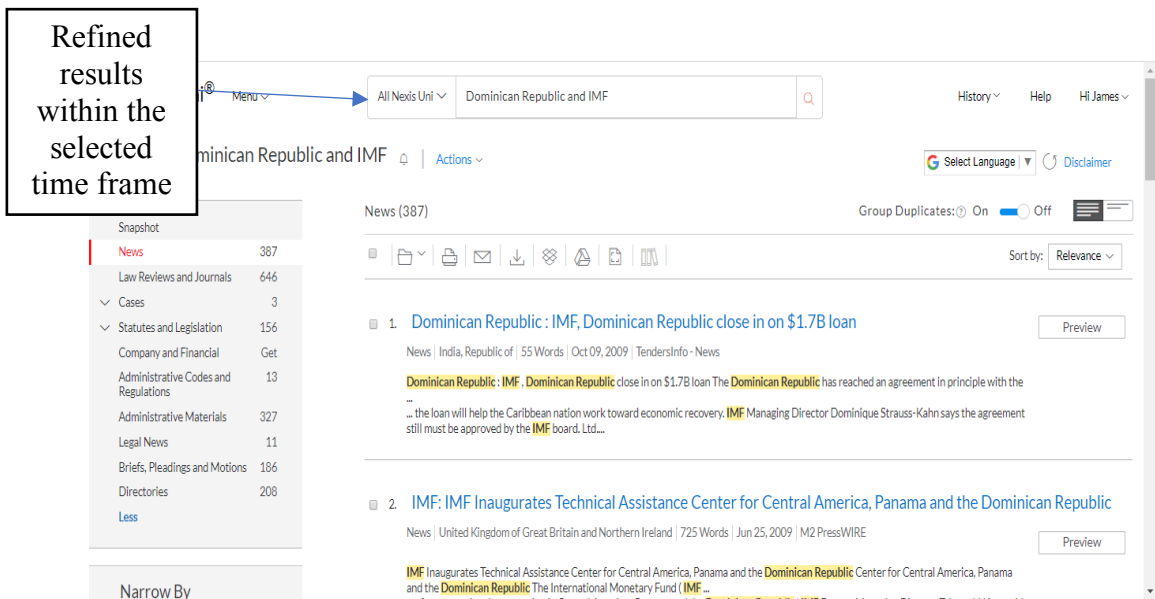 Refined
results
within the
selected
time frame
Menu
All Nexis Uni
Dominican Republic and IMF
History
Help
Hi James
Republic and IMF
Actions
Select Language
Disclaimer
Snapshot
News 387
Law Reviews and Journals 646
Cases 3
Statutes and Legislation 156
Company and Financial Get
Administrative Codes and
Regulations 13
Administrative Materials 327
Legal News 11
Briefs, Pleadings and Motions 186
Directories 208
Less
Narrow By
News (387)
Group Duplicates: On Off
Sort by: Relevance
1. Dominican Republic : IMF, Dominican Republic close in on $1.7B loan
Preview
News | India, Republic of | 55 Words | Oct 09, 2009 | TendersInfo - News
Dominican Republic : IMF , Dominican Republic close in on $1.7B loan The Dominican Republic has reached an agreement in principle with the
...
... the loan will help the Caribbean nation work toward economic recovery. IMF Managing Director Dominique Strauss-Kahn says the agreement
still must be approved by the IMF board. Ltd....
2. IMF: IMF Inaugurates Technical Assistance Center for Central America, Panama and the Dominican Republic
News | United Kingdom of Great Britain and Northern Ireland | 725 Words | Jun 25, 2009 | M2 PressWIRE
Preview
IMF Inaugurates Technical Assistance Center for Central America, Panama and the Dominican Republic Center for Central America, Panama
and the Dominican Republic The International Monetary Fund ( IMF ...